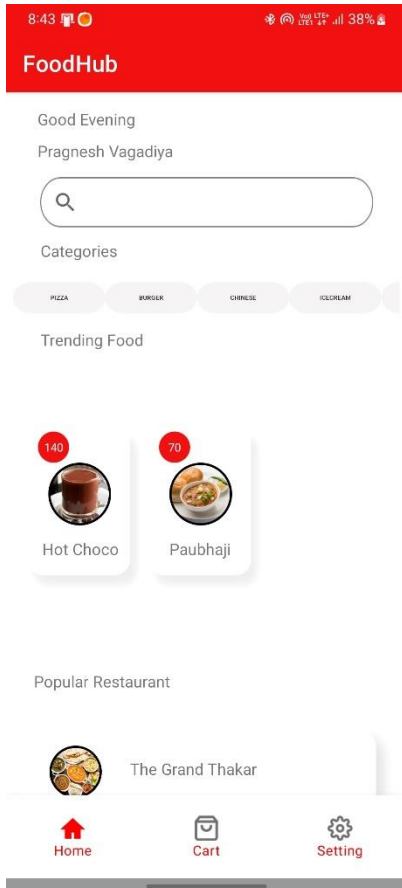 8:43 38%
FoodHub
Good Evening
Pragnesh Vagadiya
Categories
PIZZA BURGER CHINESE ICECREAM
Trending Food
140 70
Hot Choco Paubhaji
Popular Restaurant
The Grand Thakar
Home Cart Setting